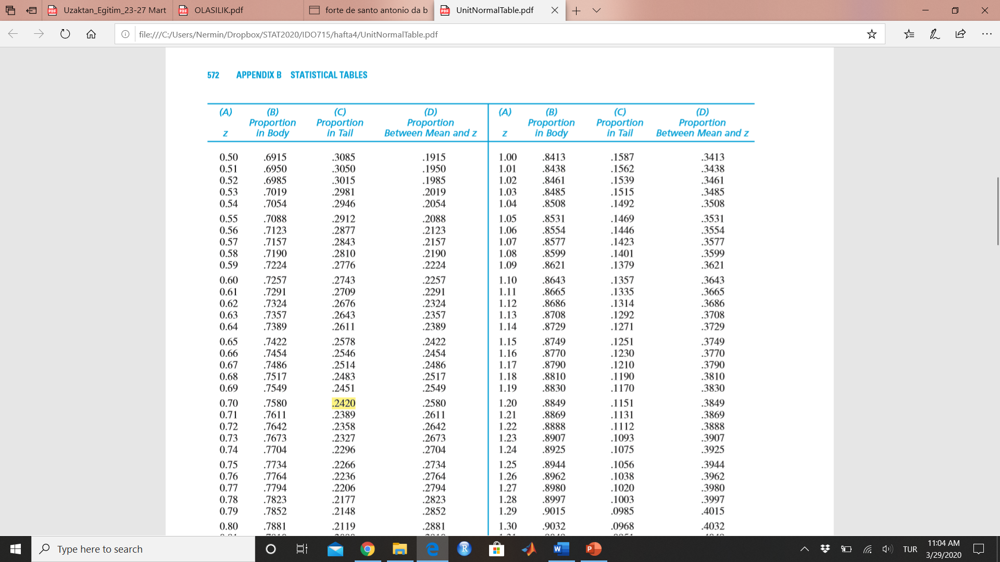 Uzaktan_Egitim_23-27 Mart
OLASILIK.pdf
forte de santo antonio da b
UnitNormalTable.pdf
file:///C:/Users/Nermin/Dropbox/STAT2020/IDO715/hafta4/UnitNormalTable.pdf
572 APPENDIX B STATISTICAL TABLES
(A) (B) (C) (D) (A) (B) (C) (D)
Proportion Proportion Proportion Proportion Proportion Proportion
z in Body in Tail Between Mean and z z in Body in Tail Between Mean and z
0.50 .6915 .3085 .1915 1.00 .8413 .1587 .3413
0.51 .6950 .3050 .1950 1.01 .8438 .1562 .3438
0.52 .6985 .3015 .1985 1.02 .8461 .1539 .3461
0.53 .7019 .2981 .2019 1.03 .8485 .1515 .3485
0.54 .7054 .2946 .2054 1.04 .8508 .1492 .3508
0.55 .7088 .2912 .2088 1.05 .8531 .1469 .3531
0.56 .7123 .2877 .2123 1.06 .8554 .1446 .3554
0.57 .7157 .2843 .2157 1.07 .8577 .1423 .3577
0.58 .7190 .2810 .2190 1.08 .8599 .1401 .3599
0.59 .7224 .2776 .2224 1.09 .8621 .1379 .3621
0.60 .7257 .2743 .2257 1.10 .8643 .1357 .3643
0.61 .7291 .2709 .2291 1.11 .8665 .1335 .3665
0.62 .7324 .2676 .2324 1.12 .8686 .1314 .3686
0.63 .7357 .2643 .2357 1.13 .8708 .1292 .3708
0.64 .7389 .2611 .2389 1.14 .8729 .1271 .3729
0.65 .7422 .2578 .2422 1.15 .8749 .1251 .3749
0.66 .7454 .2546 .2454 1.16 .8770 .1230 .3770
0.67 .7486 .2514 .2486 1.17 .8790 .1210 .3790
0.68 .7517 .2483 .2517 1.18 .8810 .1190 .3810
0.69 .7549 .2451 .2549 1.19 .8830 .1170 .3830
0.70 .7580 .2420 .2580 1.20 .8849 .1151 .3849
0.71 .7611 .2389 .2611 1.21 .8869 .1131 .3869
0.72 .7642 .2358 .2642 1.22 .8888 .1112 .3888
0.73 .7673 .2327 .2673 1.23 .8907 .1093 .3907
0.74 .7704 .2296 .2704 1.24 .8925 .1075 .3925
0.75 .7734 .2266 .2734 1.25 .8944 .1056 .3944
0.76 .7764 .2236 .2764 1.26 .8962 .1038 .3962
0.77 .7794 .2206 .2794 1.27 .8980 .1020 .3980
0.78 .7823 .2177 .2823 1.28 .8997 .1003 .3997
0.79 .7852 .2148 .2852 1.29 .9015 .0985 .4015
0.80 .7881 .2119 .2881 1.30 .9032 .0968 .4032
Type here to search
TUR
11:04 AM
3/29/2020